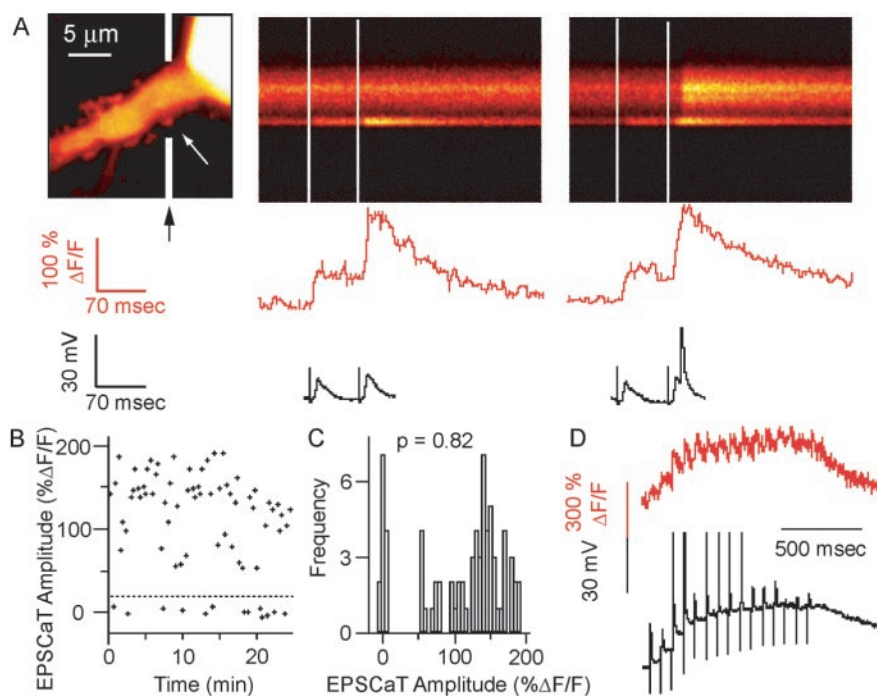 A
5 μm
100 %
ΔF/F
70 msec
30 mV
70 msec
B
EPSCaT Amplitude (%ΔF/F)
200
100
0
0
10
20
Time (min)
C
p = 0.82
Frequency
6
3
0
0
100
200
EPSCaT Amplitude (%ΔF/F)
D
300 %
ΔF/F
30 mV
500 msec